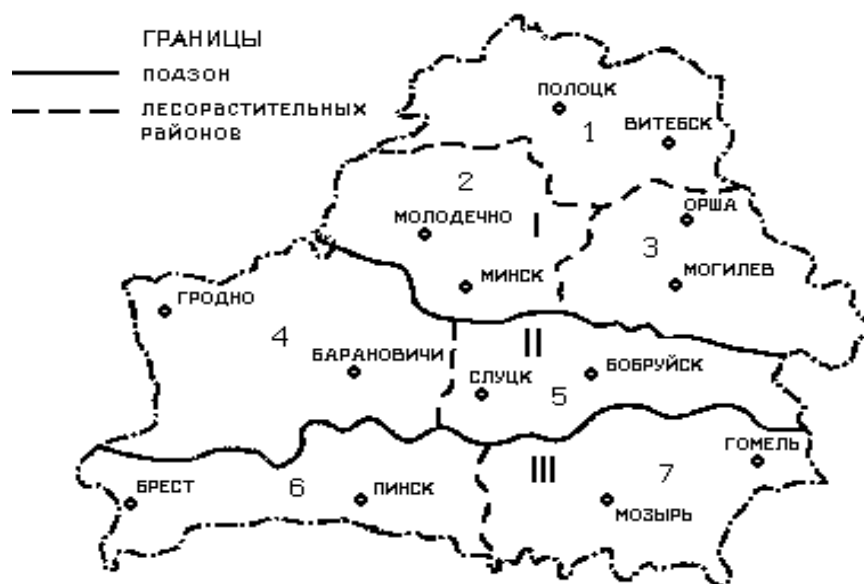 ГРАНИЦЫ
ПОДЗОН
ЛЕСОРАСТИТЕЛЬНЫХ
РАЙОНОВ
ПОЛОЦК
1
ВИТЕБСК
2
МОЛОДЕЧНО
I
ОРША
3
МИНСК
МОГИЛЕВ
ГРОДНО
4
БАРАНОВИЧИ
II
СЛУЦК
БОБРУЙСК
5
ГОМЕЛЬ
III
7
БРЕСТ
6
ПИНСК
МОЗЫРЬ